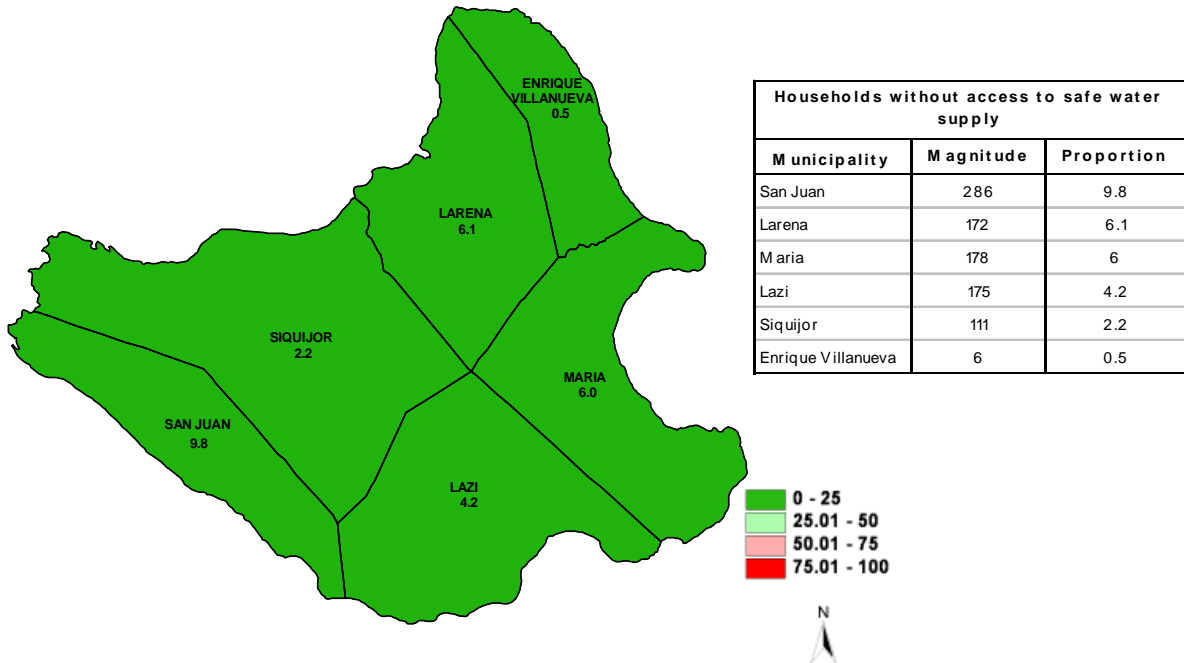 ENRIQUE
VILLANUEVA
0.5
LARENA
6.1
SIQUIJOR
2.2
MARIA
6.0
SAN JUAN
9.8
LAZI
4.2
Households without access to safe water
supply
Municipality Magnitude Proportion
San Juan 286 9.8
Larena 172 6.1
Maria 178 6
Lazi 175 4.2
Siquijor 111 2.2
Enrique Villanueva 6 0.5
0 - 25
25.01 - 50
50.01 - 75
75.01 - 100
N